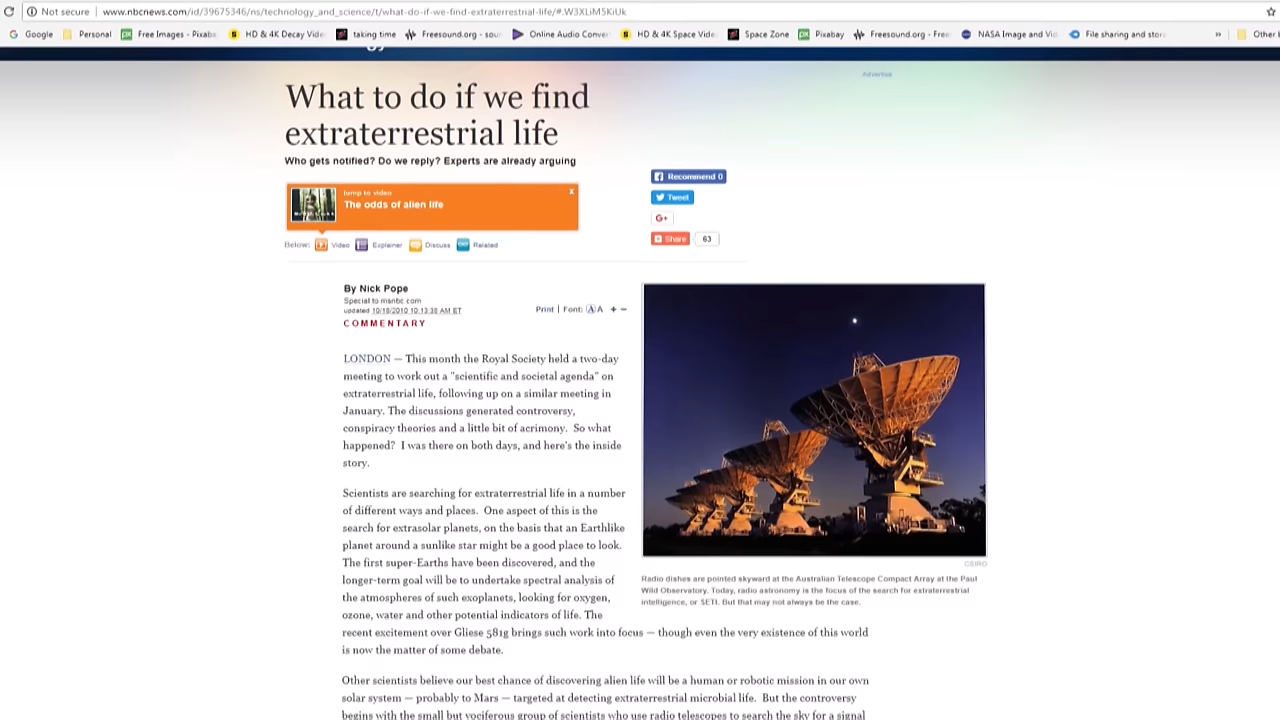 Not secure | www.nbcnews.com/id/39675346/ns/technology_and_science/t/what-do-if-we-find-extraterrestrial-life/#.W3XLiM5KiUk
Google Personal Free Images - Pixaba HD & 4K Decay Vide taking time Freesound.org - sour Online Audio Conver HD & 4K Space Vide Space Zone Pixabay Freesound.org - Free NASA Image and Vi File sharing and stor » Other
Advertise
What to do if we find
extraterrestrial life
Who gets notified? Do we reply? Experts are already arguing
Jump to video
The odds of alien life
x
Recommend 0
Tweet
G+
Share 63
Below: Video Explainer Discuss Related
By Nick Pope
Special to msnbc.com
updated 10/18/2010 10:13:38 AM ET
Print | Font: A A + −
COMMENTARY
LONDON — This month the Royal Society held a two-day
meeting to work out a "scientific and societal agenda" on
extraterrestrial life, following up on a similar meeting in
January. The discussions generated controversy,
conspiracy theories and a little bit of acrimony. So what
happened? I was there on both days, and here's the inside
story.
Scientists are searching for extraterrestrial life in a number
of different ways and places. One aspect of this is the
search for extrasolar planets, on the basis that an Earthlike
planet around a sunlike star might be a good place to look.
The first super-Earths have been discovered, and the
longer-term goal will be to undertake spectral analysis of
the atmospheres of such exoplanets, looking for oxygen,
ozone, water and other potential indicators of life. The
recent excitement over Gliese 581g brings such work into focus — though even the very existence of this world
is now the matter of some debate.
CSIRO
Radio dishes are pointed skyward at the Australian Telescope Compact Array at the Paul
Wild Observatory. Today, radio astronomy is the focus of the search for extraterrestrial
intelligence, or SETI. But that may not always be the case.
Other scientists believe our best chance of discovering alien life will be a human or robotic mission in our own
solar system — probably to Mars — targeted at detecting extraterrestrial microbial life. But the controversy
begins with the small but vociferous group of scientists who use radio telescopes to search the sky for a signal